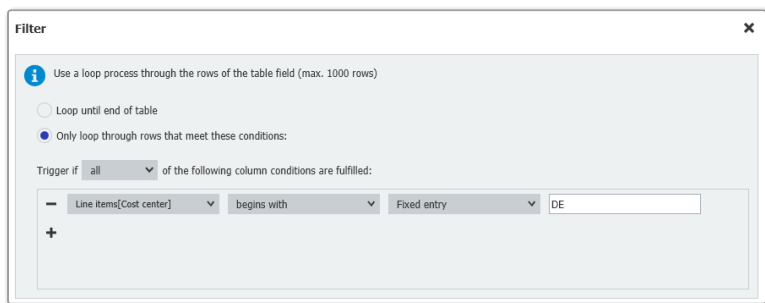 Filter
Use a loop process through the rows of the table field (max. 1000 rows)
Loop until end of table
Only loop through rows that meet these conditions:
Trigger if all of the following column conditions are fulfilled:
Line items[Cost center] begins with Fixed entry DE